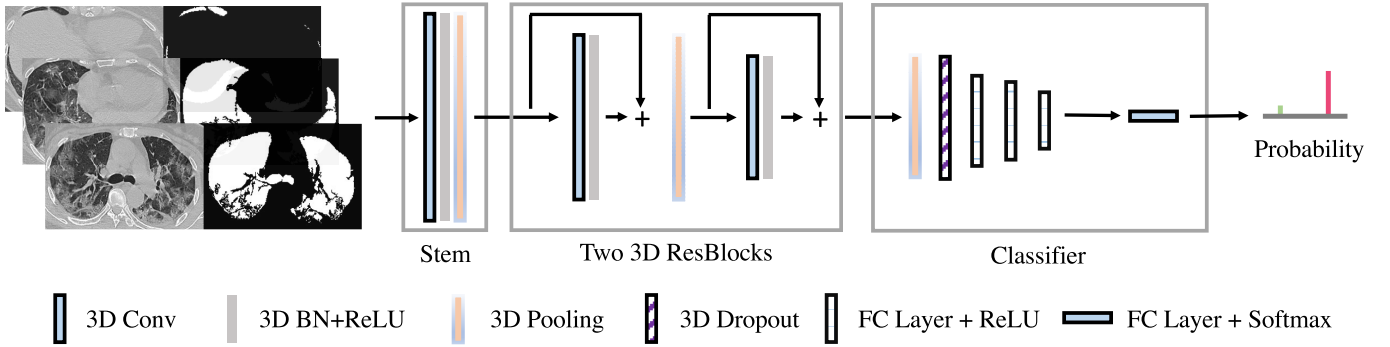 +
+
Probability
Stem
Two 3D ResBlocks
Classifier
3D Conv
3D BN+ReLU
3D Pooling
3D Dropout
FC Layer + ReLU
FC Layer + Softmax